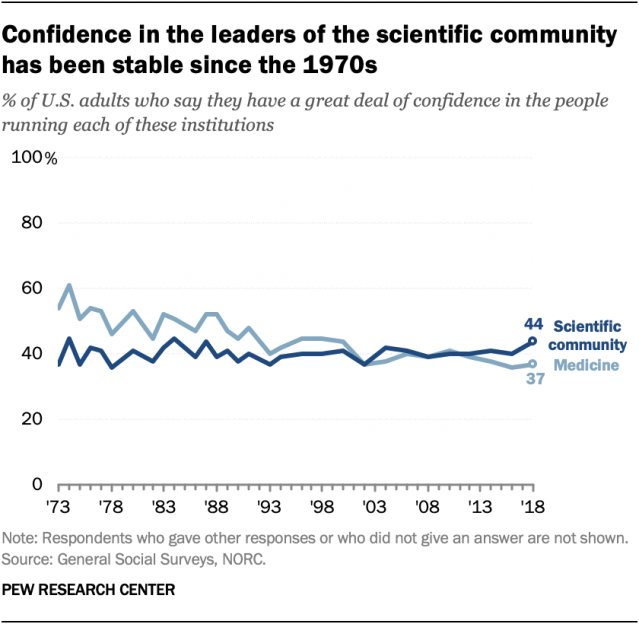 Confidence in the leaders of the scientific community
has been stable since the 1970s
% of U.S. adults who say they have a great deal of confidence in the people
running each of these institutions
100%
80
60
40
20
0
44 Scientific
community
Medicine
37
'73 '78 '83 '88 '93 '98 '03 '08 '13 '18
Note: Respondents who gave other responses or who did not give an answer are not shown.
Source: General Social Surveys, NORC.
PEW RESEARCH CENTER